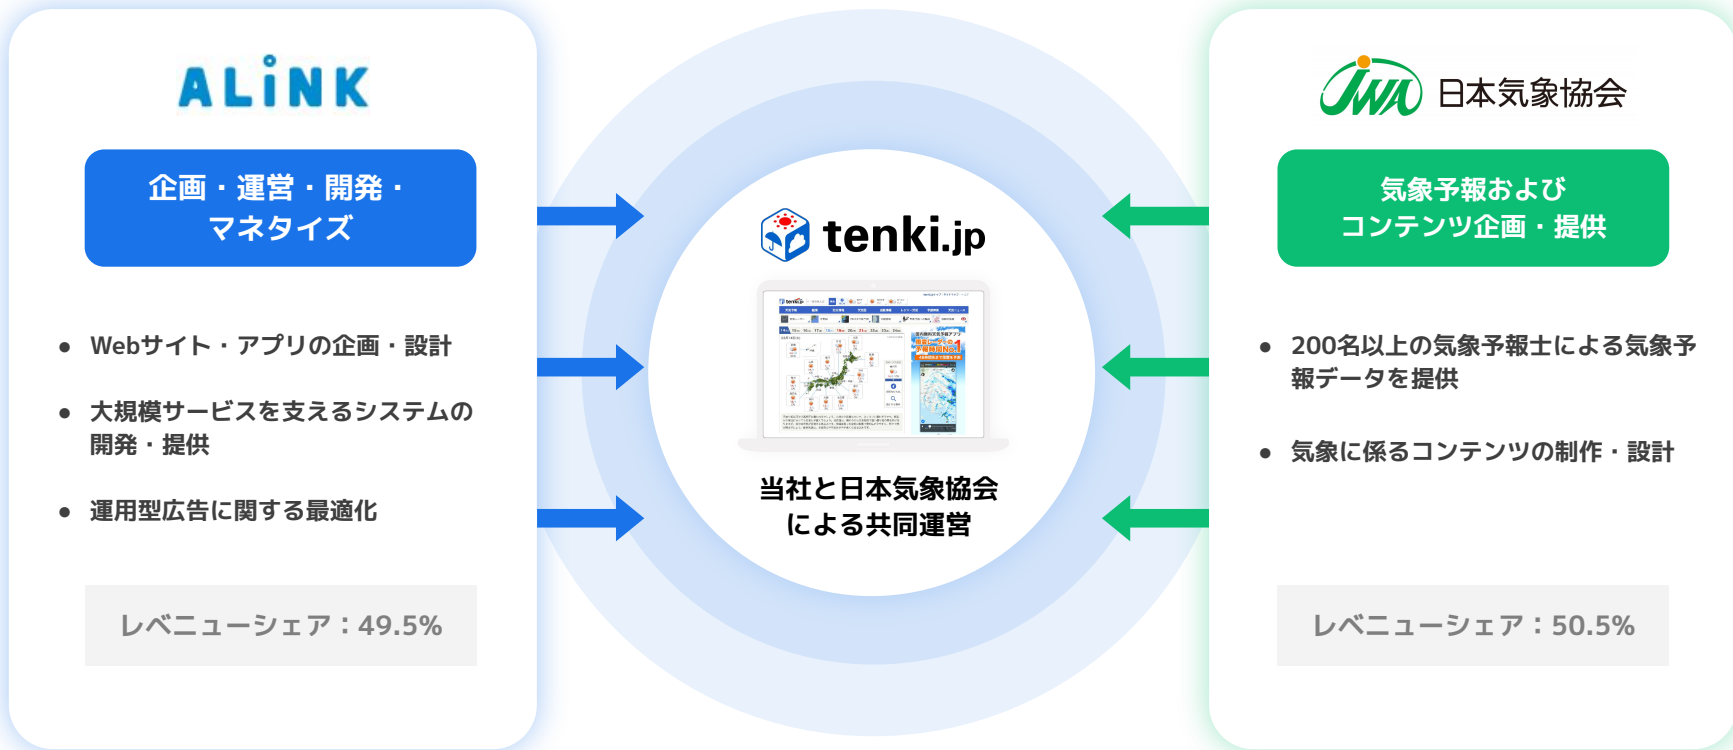 ALiNK
企画・運営・開発・
マネタイズ
● Webサイト・アプリの企画・設計
● 大規模サービスを支えるシステムの
開発・提供
● 運用型広告に関する最適化
レベニューシェア：49.5%
tenki.jp
tenki.jp
当社と日本気象協会
による共同運営
JWA 日本気象協会
気象予報および
コンテンツ企画・提供
● 200名以上の気象予報士による気象予
報データを提供
● 気象に係るコンテンツの制作・設計
レベニューシェア：50.5%